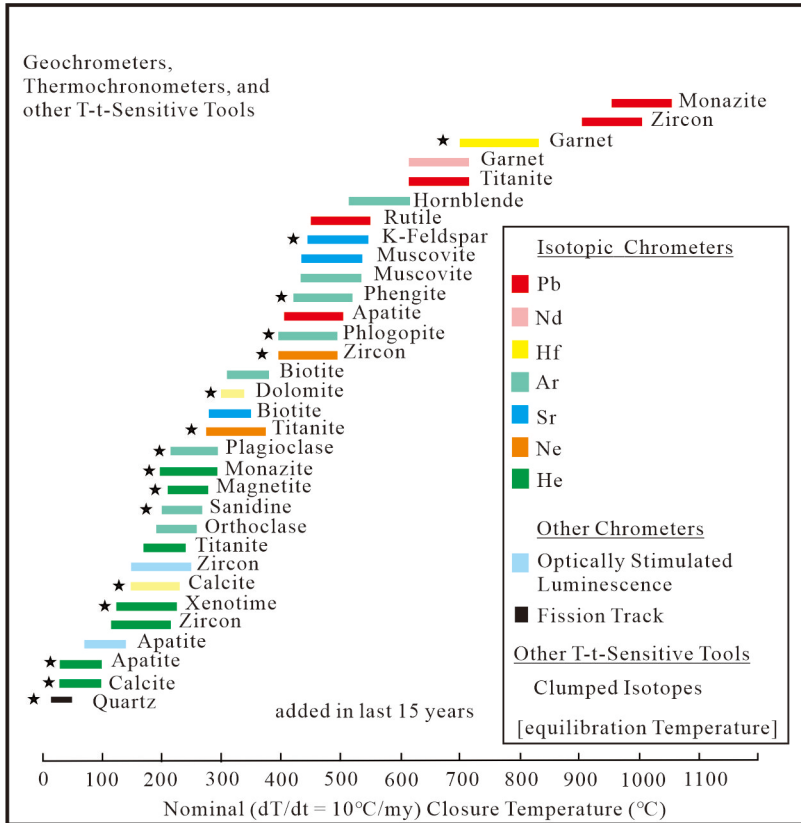 Geochrometers,
Thermochronometers, and
other T-t-Sensitive Tools
Monazite
Zircon
★ Garnet
Garnet
Titanite
Hornblende
Rutile
★ K-Feldspar
Muscovite
Muscovite
★ Phengite
Apatite
★ Phlogopite
★ Zircon
Biotite
★ Dolomite
Biotite
★ Titanite
★ Plagioclase
★ Monazite
★ Magnetite
★ Sanidine
Orthoclase
Titanite
Zircon
★ Calcite
★ Xenotime
Zircon
Apatite
★ Apatite
★ Calcite
★ Quartz
added in last 15 years
Isotopic Chrometers
Pb
Nd
Hf
Ar
Sr
Ne
He
Other Chrometers
Optically Stimulated
Luminescence
Fission Track
Other T-t-Sensitive Tools
Clumped Isotopes
[equilibration Temperature]
0 100 200 300 400 500 600 700 800 900 1000 1100
Nominal (dT/dt = 10°C/my) Closure Temperature (°C)